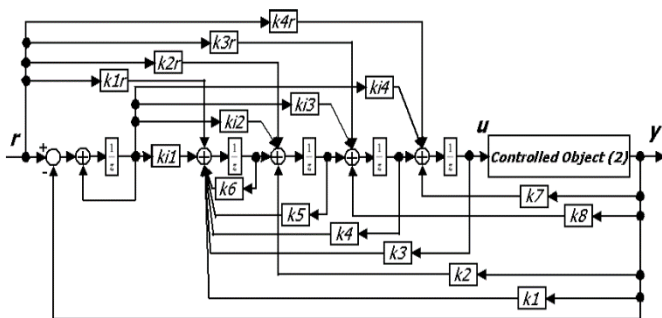 k4r
k3r
k2r
k1r
ki4
ki3
ki2
r
+
-
1
z
ki1
1
z
1
z
1
z
1
z
u
Controlled Object (2)
y
k6
k5
k4
k3
k7
k8
k2
k1